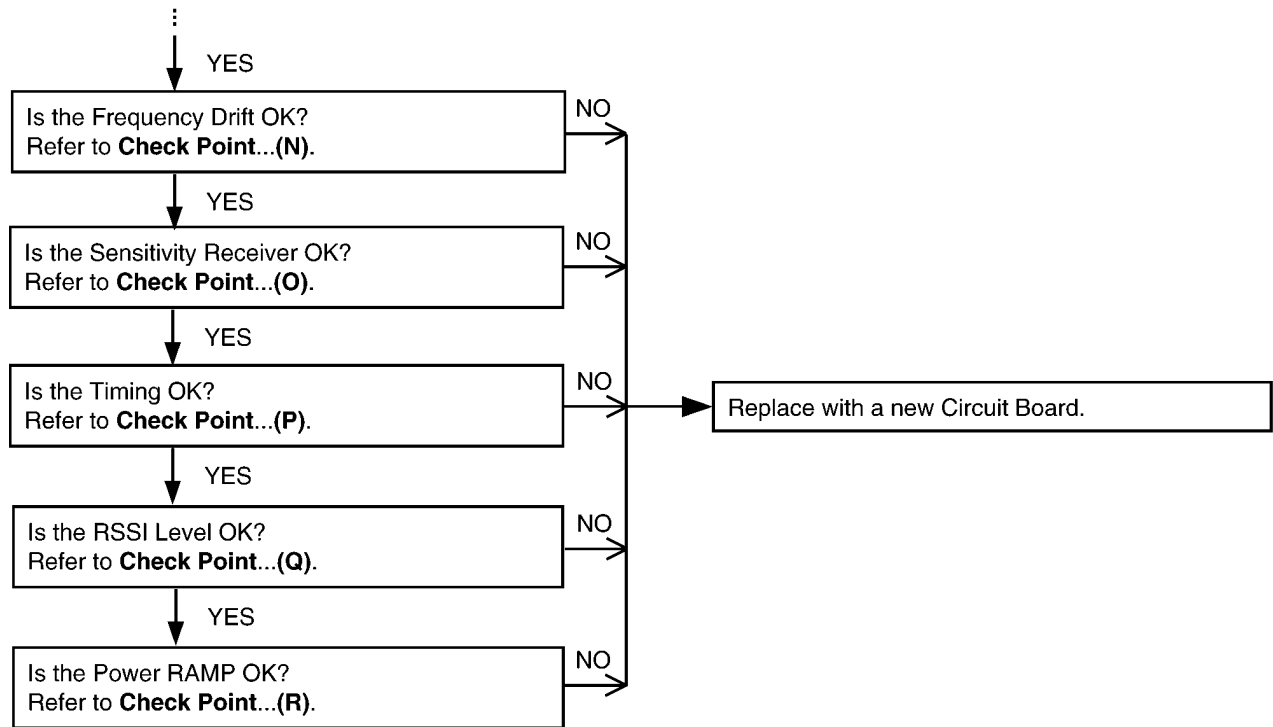 ⋮
YES
Is the Frequency Drift OK?
Refer to Check Point...(N).
NO
YES
Is the Sensitivity Receiver OK?
Refer to Check Point...(O).
NO
YES
Is the Timing OK?
Refer to Check Point...(P).
NO
Replace with a new Circuit Board.
YES
Is the RSSI Level OK?
Refer to Check Point...(Q).
NO
YES
Is the Power RAMP OK?
Refer to Check Point...(R).
NO